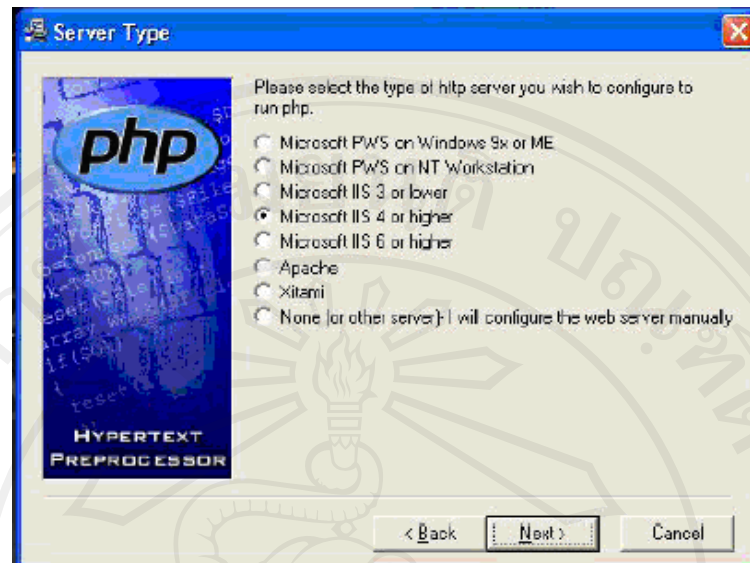 Server Type
Please select the type of http server you wish to configure to
run php.
Microsoft PWS on Windows 9x or ME
Microsoft PWS on NT Workstation
Microsoft IIS 3 or lower
Microsoft IIS 4 or higher
Microsoft IIS 6 or higher
Apache
Xitami
None (or other server)- I will configure the web server manually
php
HYPERTEXT
PREPROCESSOR
< Back
Next >
Cancel